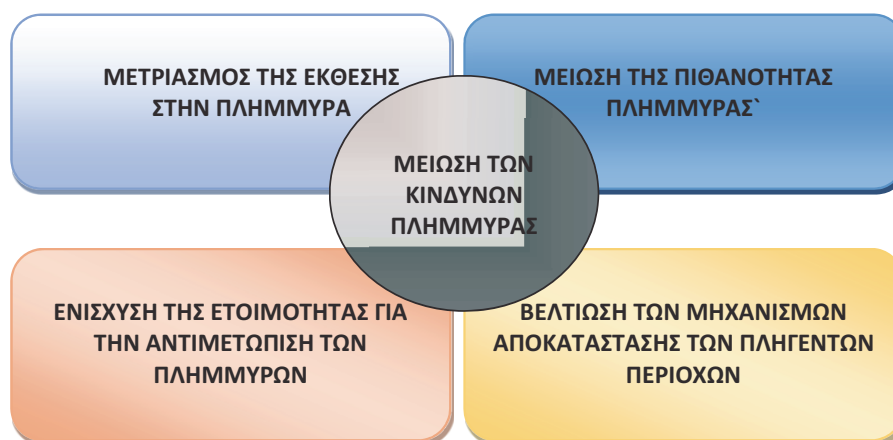 ΜΕΤΡΙΑΣΜΟΣ ΤΗΣ ΕΚΘΕΣΗΣ
ΣΤΗΝ ΠΛΗΜΜΥΡΑ
ΜΕΙΩΣΗ ΤΗΣ ΠΙΘΑΝΟΤΗΤΑΣ
ΠΛΗΜΜΥΡΑΣ`
ΜΕΙΩΣΗ ΤΩΝ
ΚΙΝΔΥΝΩΝ
ΠΛΗΜΜΥΡΑΣ
ΕΝΙΣΧΥΣΗ ΤΗΣ ΕΤΟΙΜΟΤΗΤΑΣ ΓΙΑ
ΤΗΝ ΑΝΤΙΜΕΤΩΠΙΣΗ ΤΩΝ
ΠΛΗΜΜΥΡΩΝ
ΒΕΛΤΙΩΣΗ ΤΩΝ ΜΗΧΑΝΙΣΜΩΝ
ΑΠΟΚΑΤΑΣΤΑΣΗΣ ΤΩΝ ΠΛΗΓΕΝΤΩΝ
ΠΕΡΙΟΧΩΝ